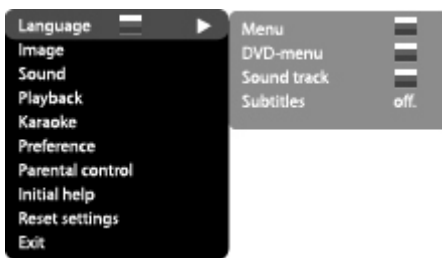 Language
Image
Sound
Playback
Karaoke
Preference
Parental control
Initial help
Reset settings
Exit
Menu
DVD-menu
Sound track
Subtitles off.